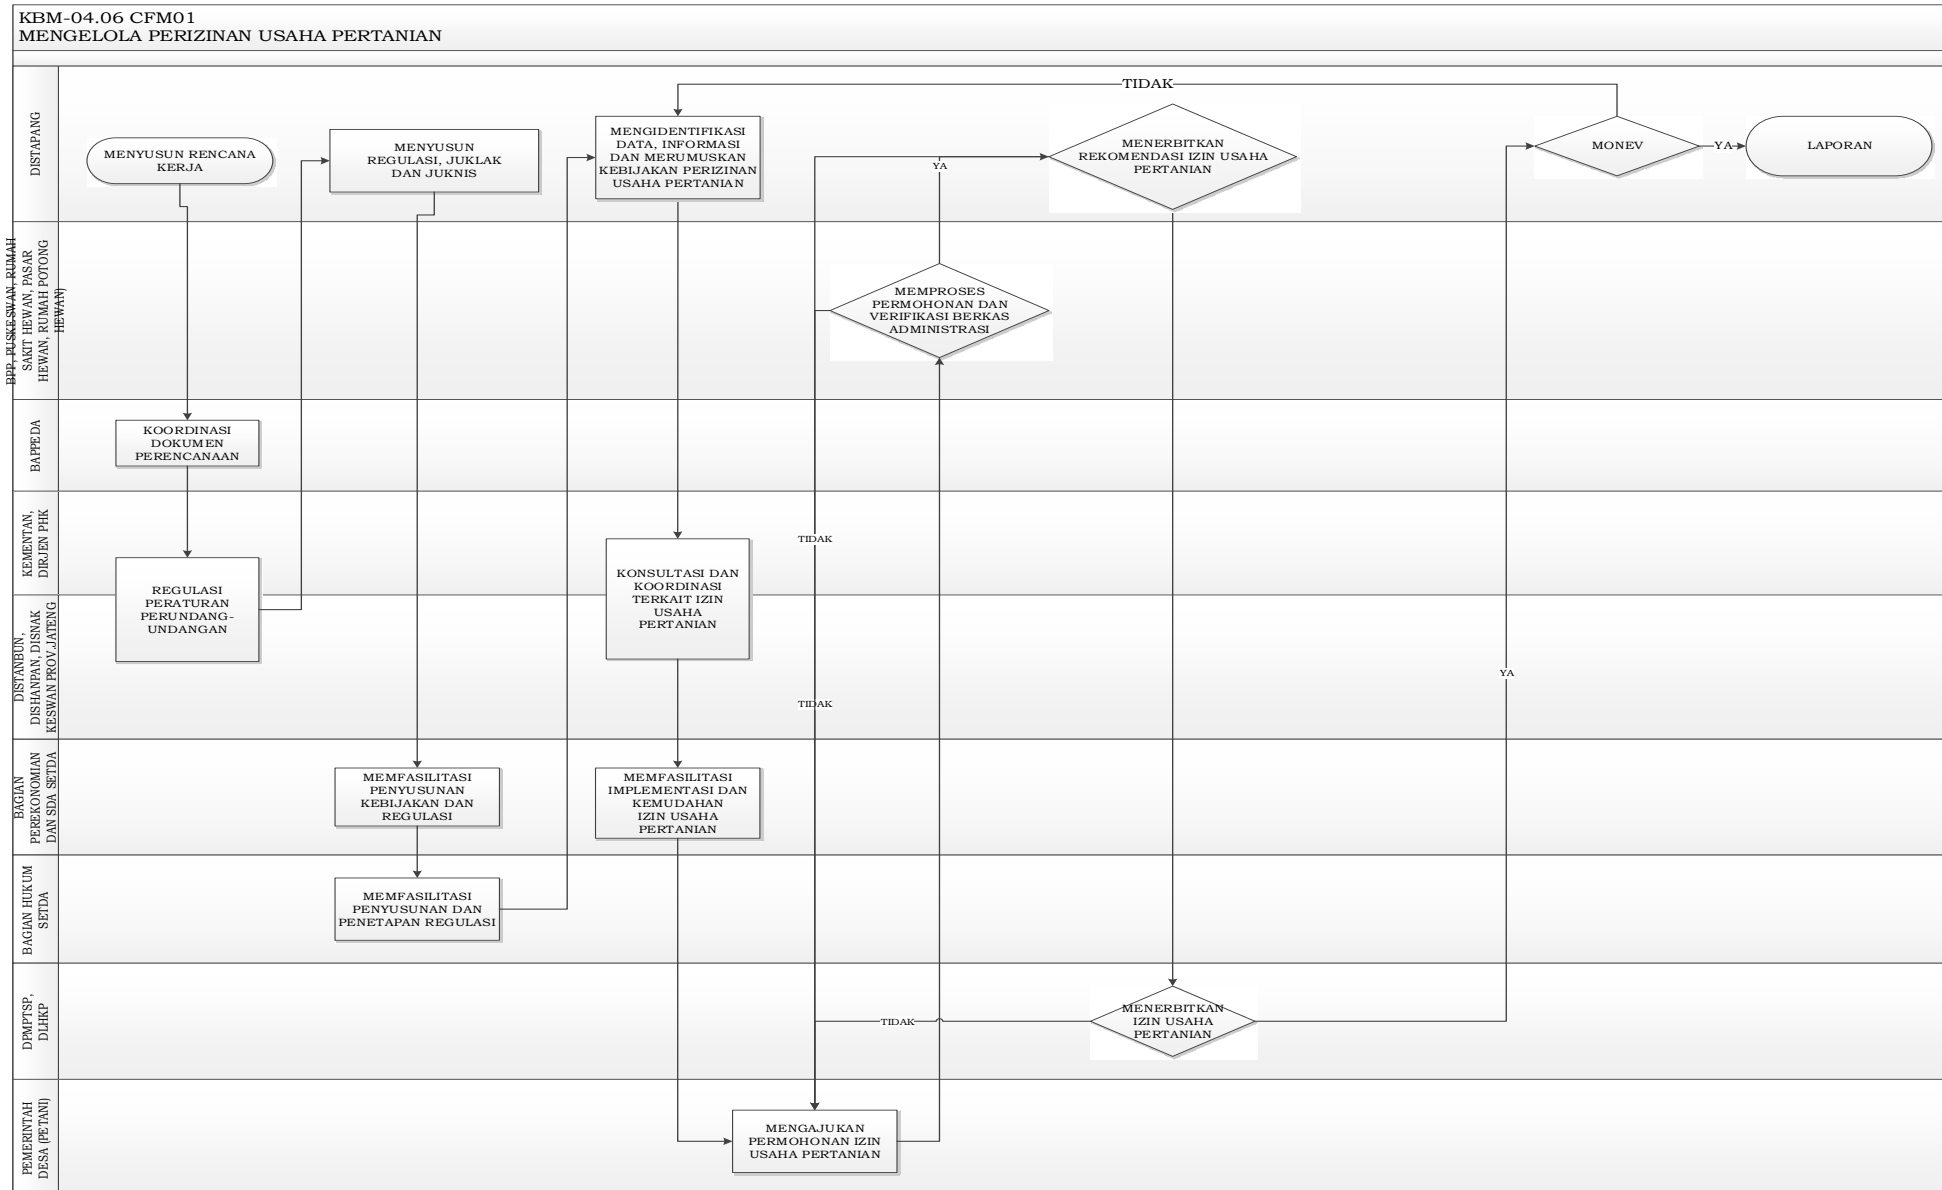 KBM-04.06 CFM01
MENGELOLA PERIZINAN USAHA PERTANIAN
DISTAPANG
MENYUSUN RENCANA
KERJA
MENYUSUN
REGULASI, JUKLAK
DAN JUKNIS
MENGIDENTIFIKASI
DATA, INFORMASI
DAN MERUMUSKAN
KEBIJAKAN PERIZINAN
USAHA PERTANIAN
TIDAK
MENERBITKAN
REKOMENDASI IZIN USAHA
PERTANIAN
MONEV
YA
LAPORAN
YA
BPP, PUSKESWAN, RUMAH
SAKIT HEWAN, PASAR
HEWAN, RUMAH POTONG
HEWAN)
MEMPROSES
PERMOHONAN DAN
VERIFIKASI BERKAS
ADMINISTRASI
BAPPEDA
KOORDINASI
DOKUMEN
PERENCANAAN
KEMENTAN,
DIRJEN PHK
TIDAK
REGULASI
PERATURAN
PERUNDANG-
UNDANGAN
KONSULTASI DAN
KOORDINASI
TERKAIT IZIN
USAHA
PERTANIAN
DISTANBUN,
DISHANPAN, DISNAK
KESWAN PROV.JATENG
TIDAK
YA
BAGIAN
PEREKONOMIAN
DAN SDA SETDA
MEMFASILITASI
PENYUSUNAN
KEBIJAKAN DAN
REGULASI
MEMFASILITASI
IMPLEMENTASI DAN
KEMUDAHAN
IZIN USAHA
PERTANIAN
BAGIAN HUKUM
SETDA
MEMFASILITASI
PENYUSUNAN DAN
PENETAPAN REGULASI
DPMPTSP,
DLHKP
TIDAK
MENERBITKAN
IZIN USAHA
PERTANIAN
PEMERINTAH
DESA (PETANI)
MENGAJUKAN
PERMOHONAN IZIN
USAHA PERTANIAN